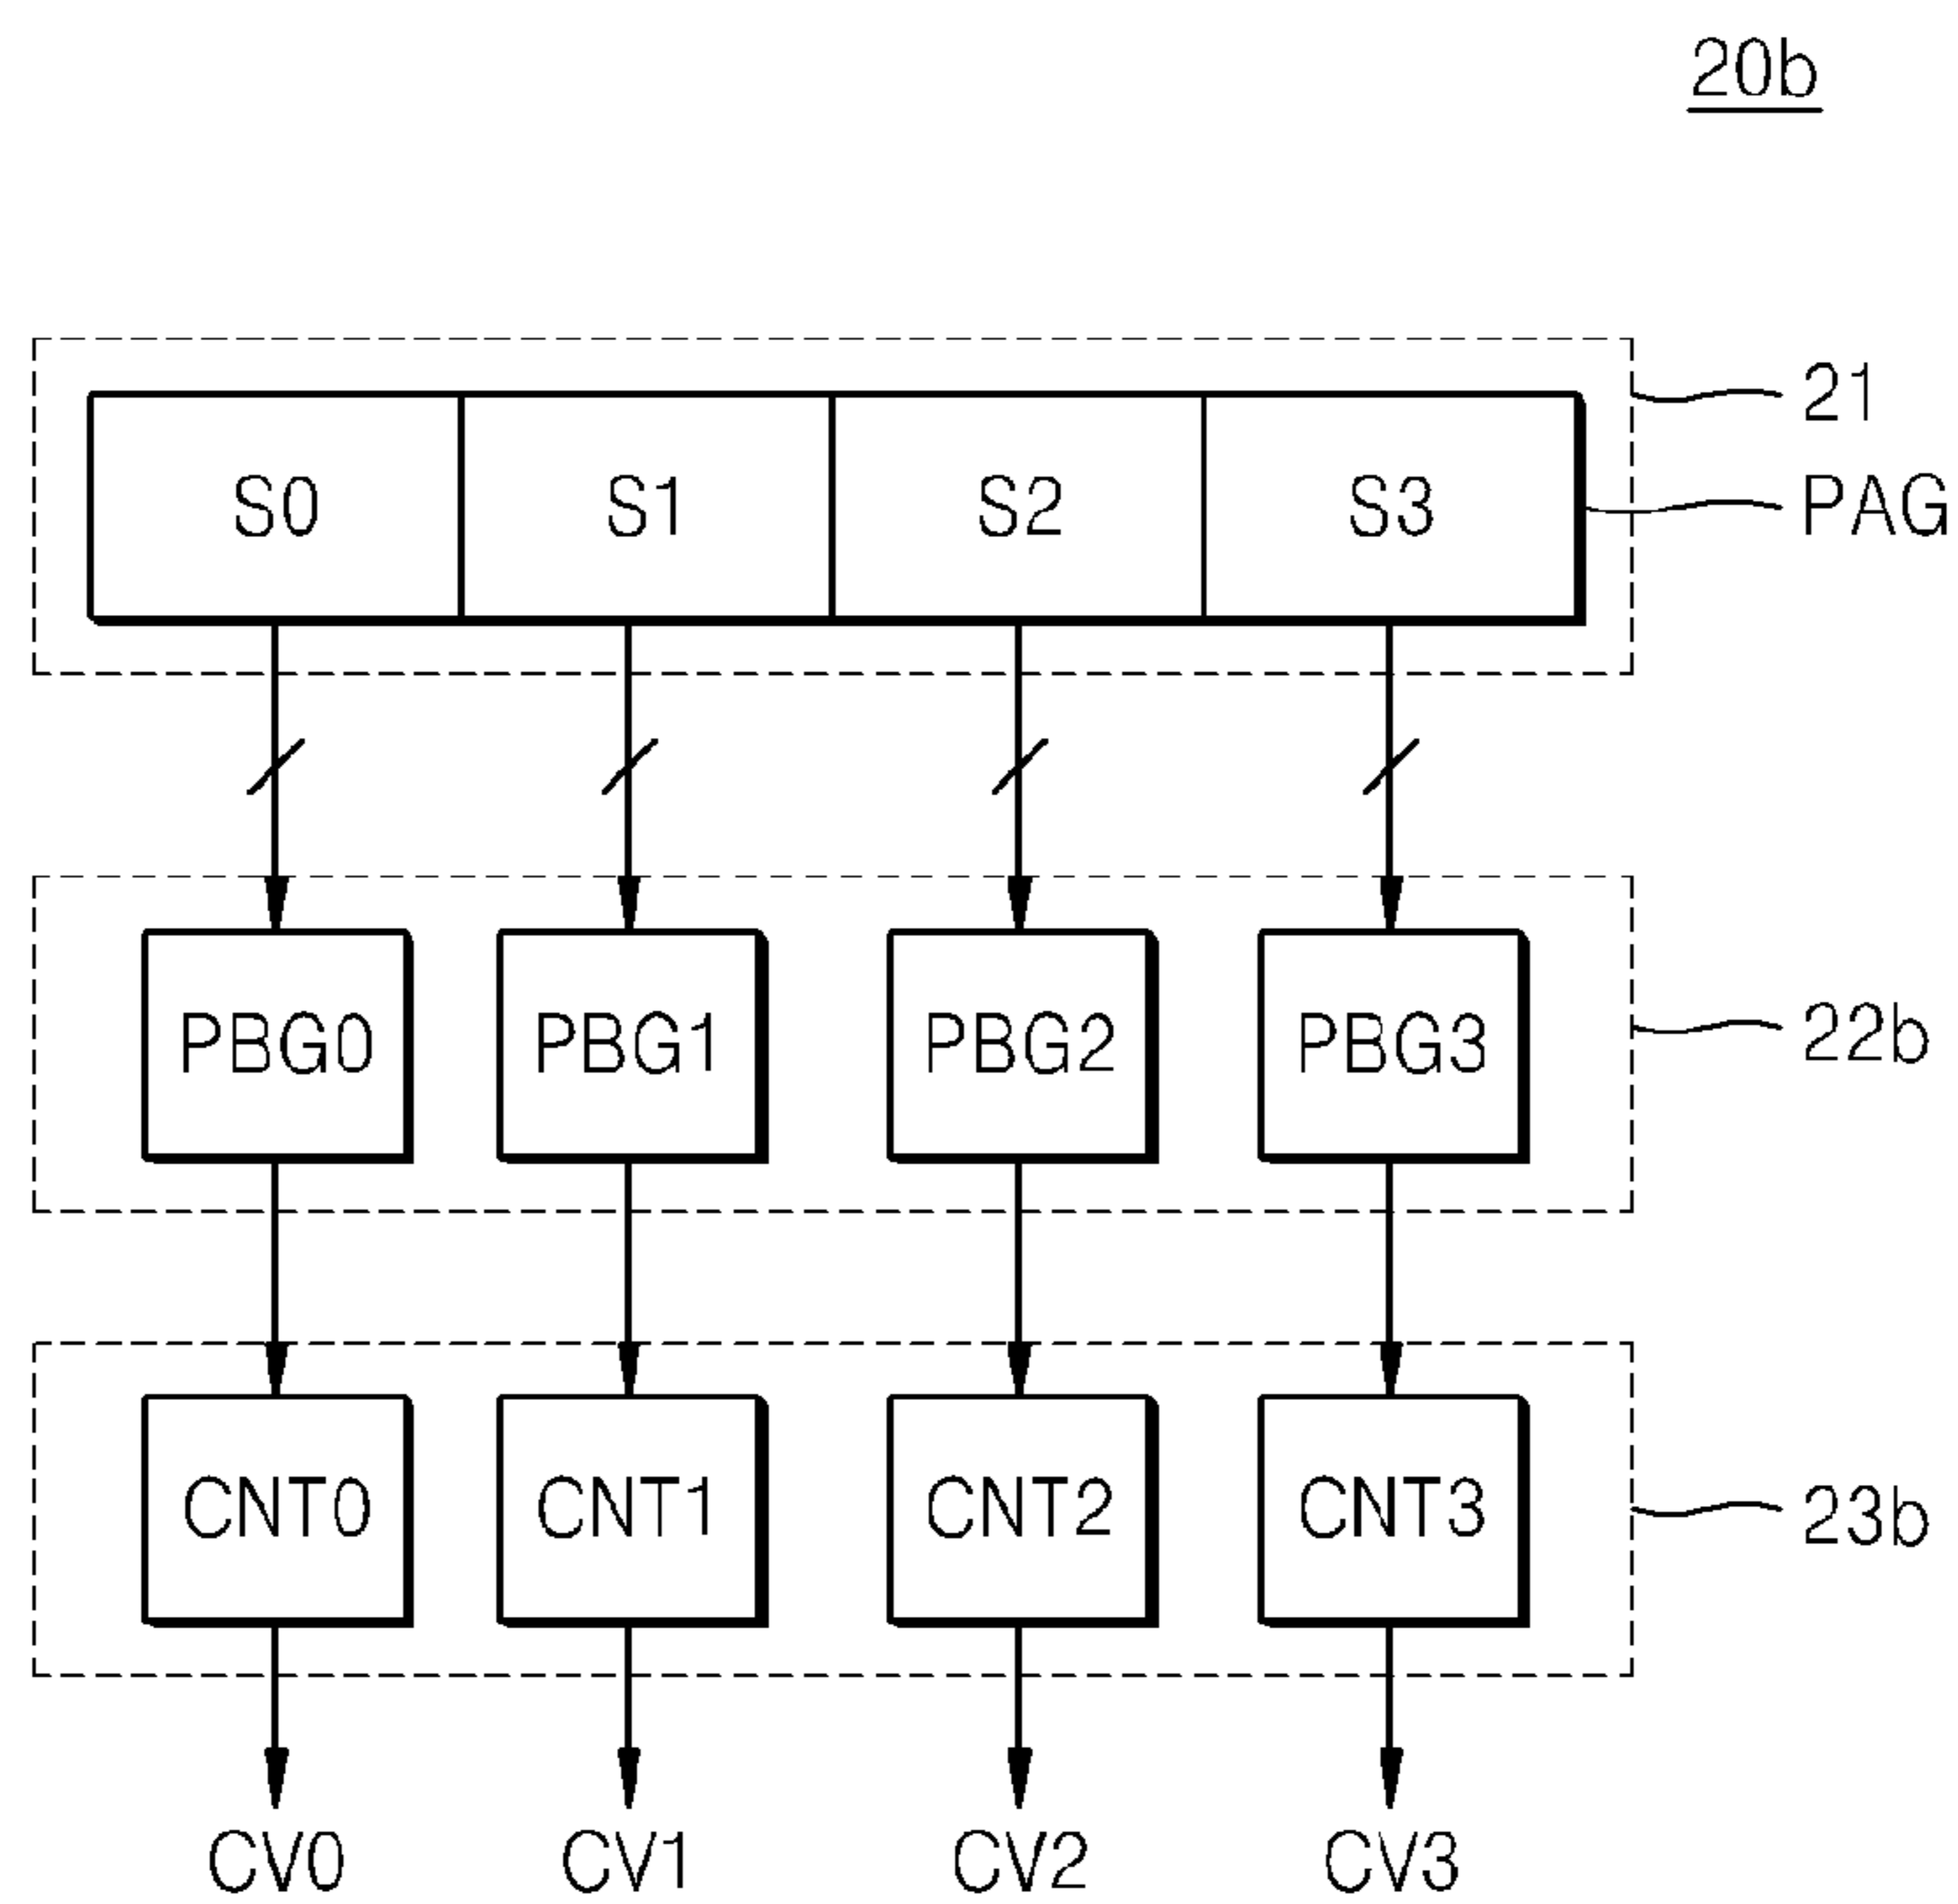 20b
21
S0 S1 S2 S3
PAG
PBG0 PBG1 PBG2 PBG3
22b
CNT0 CNT1 CNT2 CNT3
23b
CV0 CV1 CV2 CV3